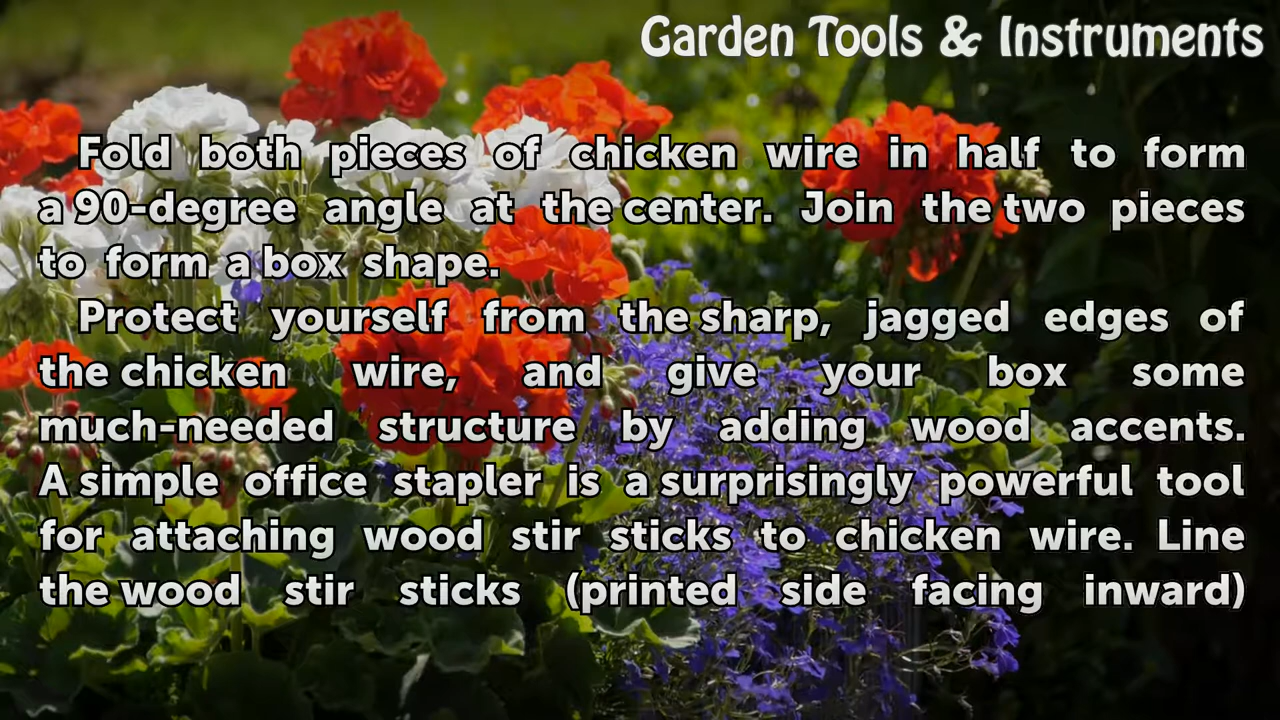 Garden Tools & Instruments
Fold both pieces of chicken wire in half to form
a 90-degree angle at the center. Join the two pieces
to form a box shape.
Protect yourself from the sharp, jagged edges of
the chicken wire, and give your box some
much-needed structure by adding wood accents.
A simple office stapler is a surprisingly powerful tool
for attaching wood stir sticks to chicken wire. Line
the wood stir sticks (printed side facing inward)